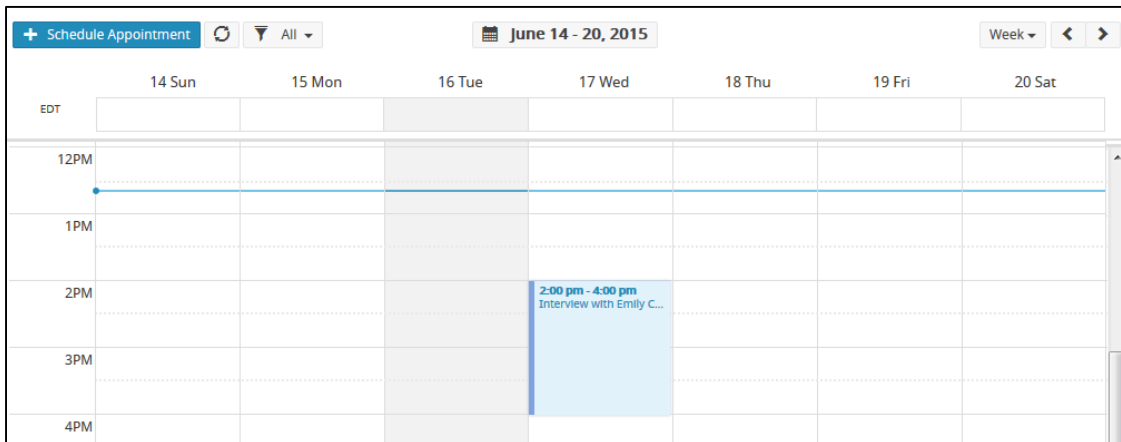 + Schedule Appointment All June 14 - 20, 2015 Week
14 Sun 15 Mon 16 Tue 17 Wed 18 Thu 19 Fri 20 Sat
EDT
12PM
1PM
2PM 2:00 pm - 4:00 pm
Interview with Emily C...
3PM
4PM